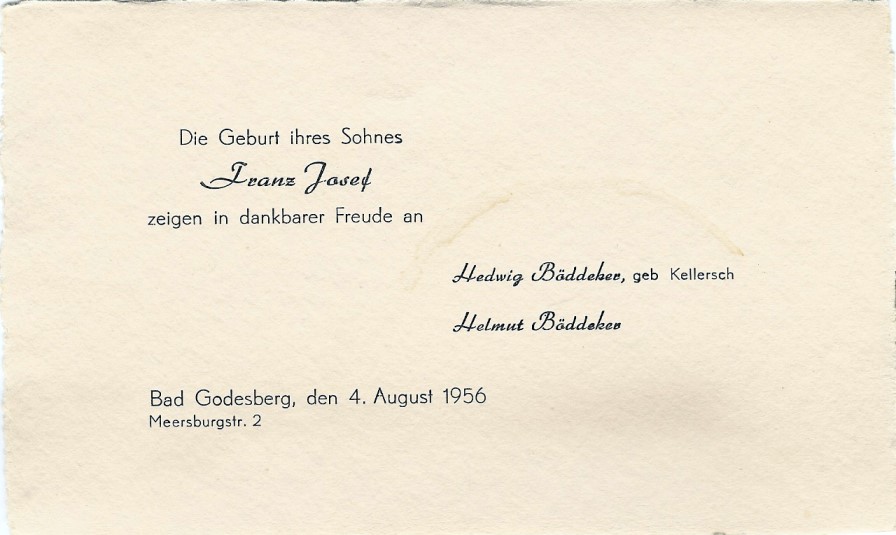 Die Geburt ihres Sohnes
Franz Josef
zeigen in dankbarer Freude an
Hedwig Böddeker, geb Kellersch
Helmut Böddeker
Bad Godesberg, den 4. August 1956
Meersburgstr. 2